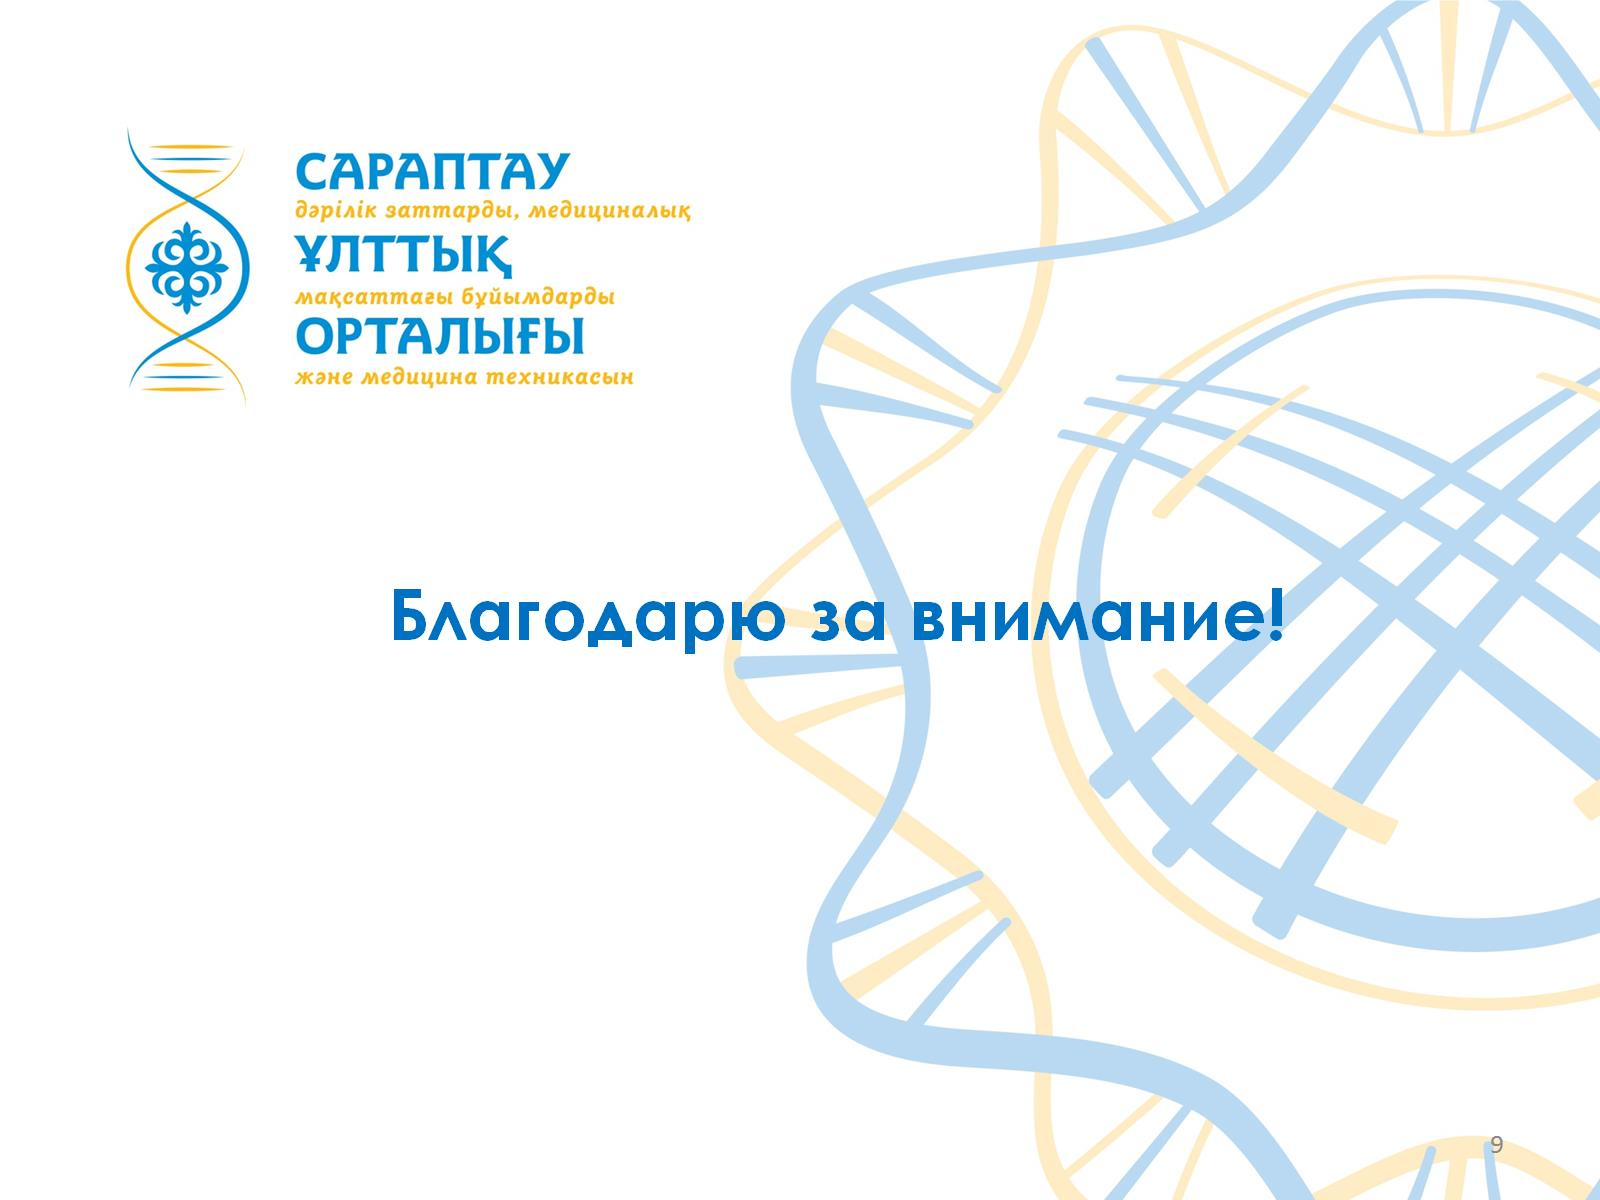 САРАПТАУ
дәрілік заттарды, медициналық
ҰЛТТЫҚ
мақсаттағы бұйымдарды
ОРТАЛЫҒЫ
және медицина техникасын
Благодарю за внимание!
9